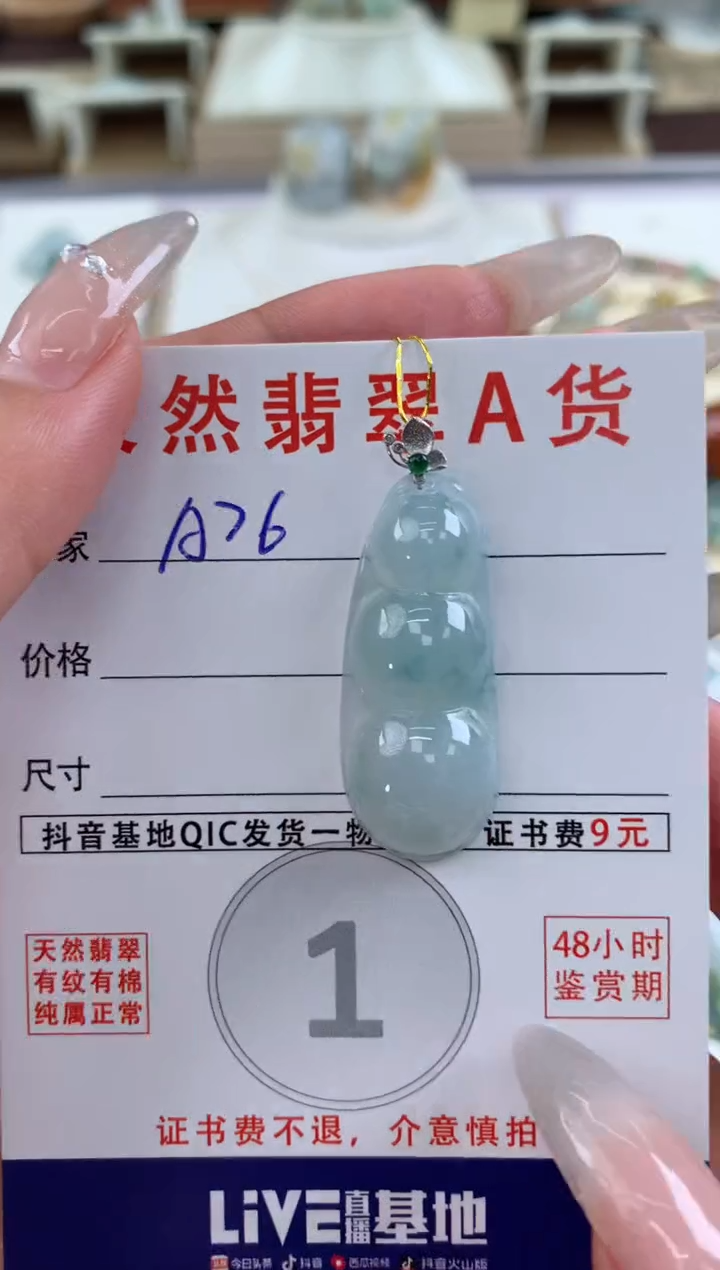 然翡翠A货
家 A76
价格
尺寸
抖音基地QIC发货一物 证书费9元
天然翡翠
有纹有棉
纯属正常
1
48小时
鉴赏期
证书费不退，介意慎拍
LiVE直播基地
今日头条 抖音 西瓜视频 抖音火山版